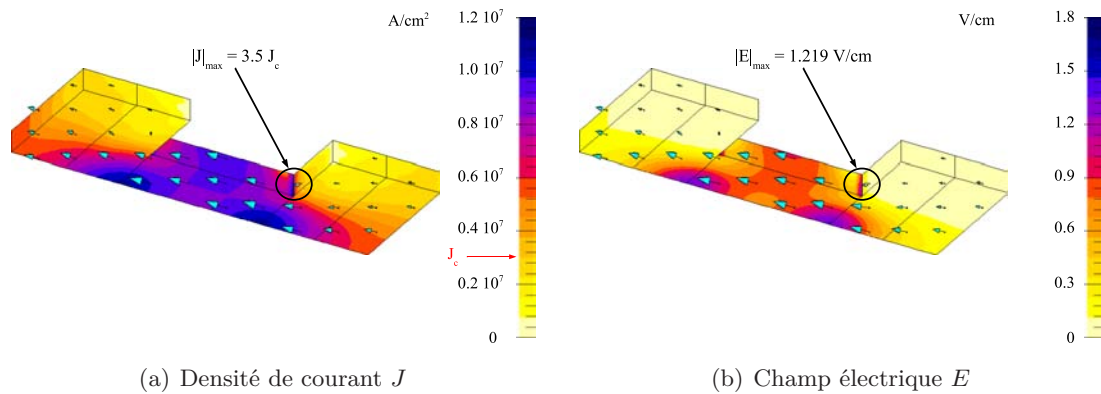 A/cm²
|J|max = 3.5 Jc
1.2 10⁷
1.0 10⁷
0.8 10⁷
0.6 10⁷
0.4 10⁷
Jc
0.2 10⁷
0
(a) Densité de courant J
V/cm
|E|max = 1.219 V/cm
1.8
1.5
1.2
0.9
0.6
0.3
0
(b) Champ électrique E